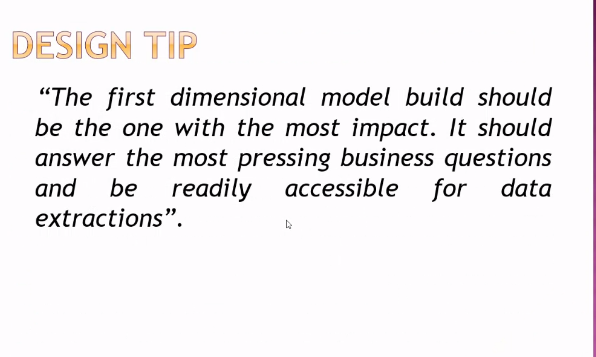 DESIGN TIP
“The first dimensional model build should
be the one with the most impact. It should
answer the most pressing business questions
and be readily accessible for data
extractions”.